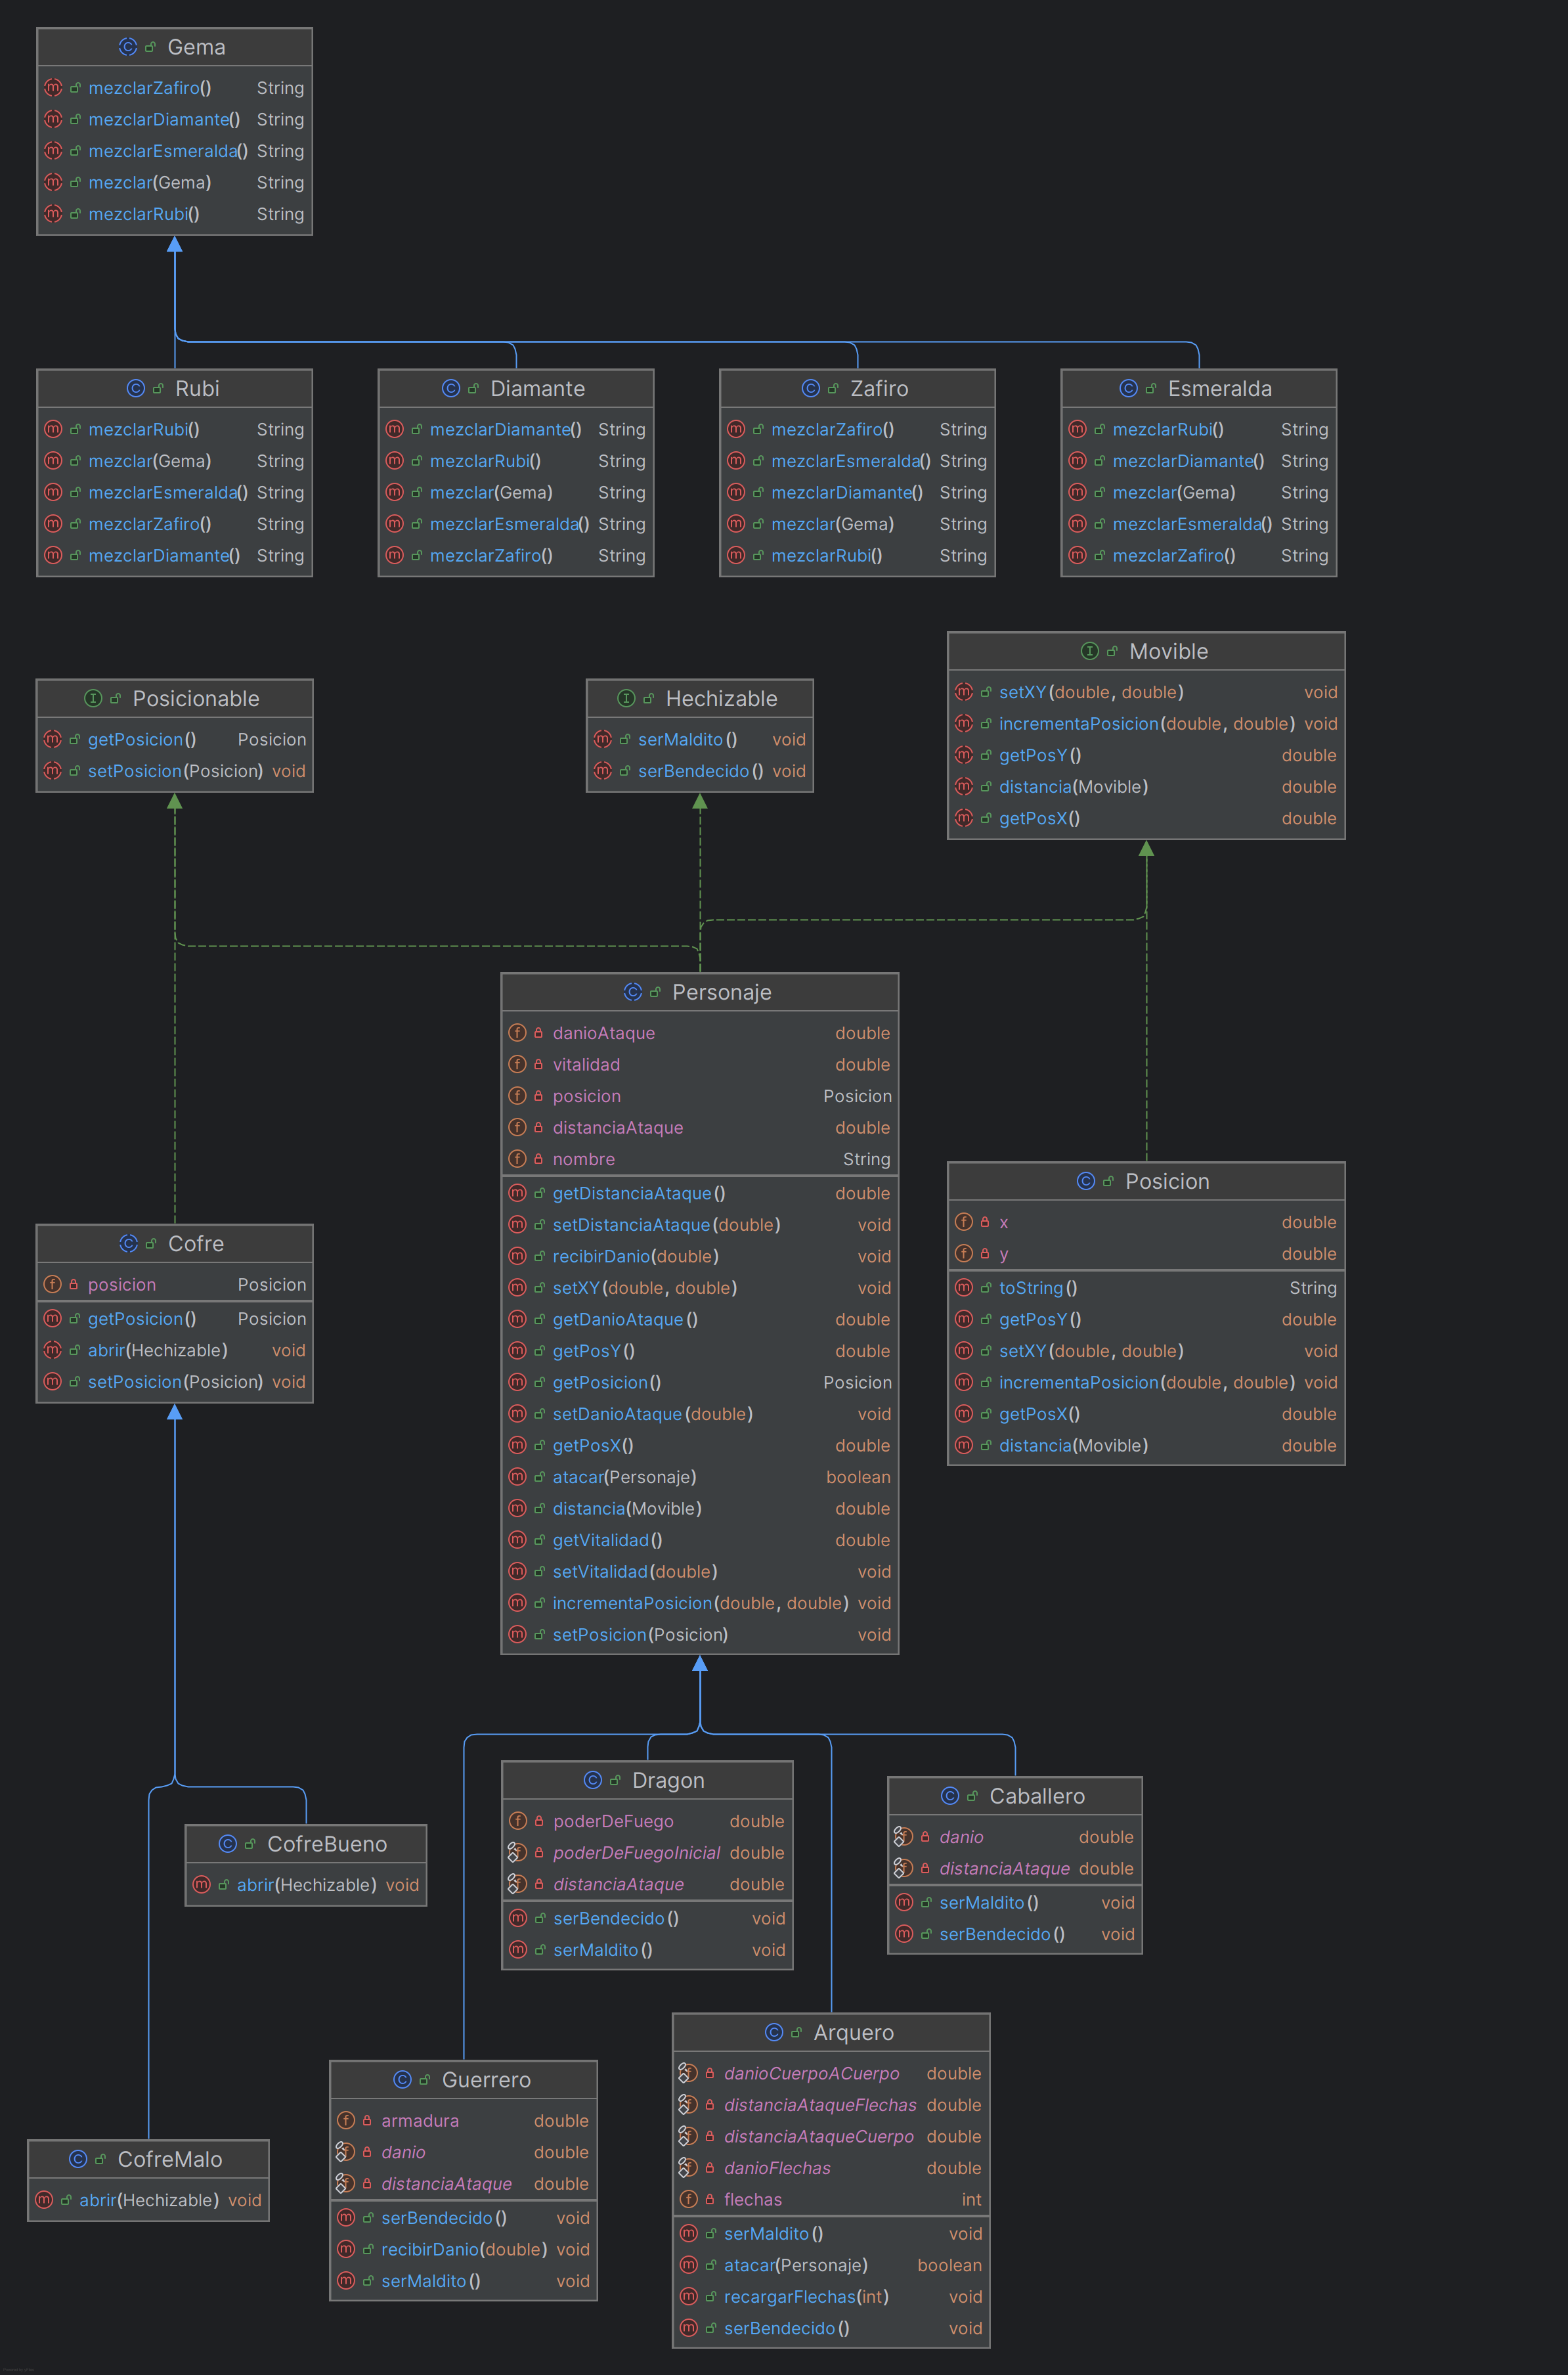 Gema
mezclarZafiro() String
mezclarDiamante() String
mezclarEsmeralda() String
mezclar(Gema) String
mezclarRubi() String
Rubi
mezclarRubi() String
mezclar(Gema) String
mezclarEsmeralda() String
mezclarZafiro() String
mezclarDiamante() String
Diamante
mezclarDiamante() String
mezclarRubi() String
mezclar(Gema) String
mezclarEsmeralda() String
mezclarZafiro() String
Zafiro
mezclarZafiro() String
mezclarEsmeralda() String
mezclarDiamante() String
mezclar(Gema) String
mezclarRubi() String
Esmeralda
mezclarRubi() String
mezclarDiamante() String
mezclar(Gema) String
mezclarEsmeralda() String
mezclarZafiro() String
Posicionable
getPosicion() Posicion
setPosicion(Posicion) void
Hechizable
serMaldito() void
serBendecido() void
Movible
setXY(double, double) void
incrementaPosicion(double, double) void
getPosY() double
distancia(Movible) double
getPosX() double
Personaje
danioAtaque double
vitalidad double
posicion Posicion
distanciaAtaque double
nombre String
getDistanciaAtaque() double
setDistanciaAtaque(double) void
recibirDanio(double) void
setXY(double, double) void
getDanioAtaque() double
getPosY() double
getPosicion() Posicion
setDanioAtaque(double) void
getPosX() double
atacar(Personaje) boolean
distancia(Movible) double
getVitalidad() double
setVitalidad(double) void
incrementaPosicion(double, double) void
setPosicion(Posicion) void
Posicion
x double
y double
toString() String
getPosY() double
setXY(double, double) void
incrementaPosicion(double, double) void
getPosX() double
distancia(Movible) double
Cofre
posicion Posicion
getPosicion() Posicion
abrir(Hechizable) void
setPosicion(Posicion) void
CofreBueno
abrir(Hechizable) void
Dragon
poderDeFuego double
poderDeFuegoInicial double
distanciaAtaque double
serBendecido() void
serMaldito() void
Caballero
danio double
distanciaAtaque double
serMaldito() void
serBendecido() void
CofreMalo
abrir(Hechizable) void
Guerrero
armadura double
danio double
distanciaAtaque double
serBendecido() void
recibirDanio(double) void
serMaldito() void
Arquero
danioCuerpoACuerpo double
distanciaAtaqueFlechas double
distanciaAtaqueCuerpo double
danioFlechas double
flechas int
serMaldito() void
atacar(Personaje) boolean
recargarFlechas(int) void
serBendecido() void